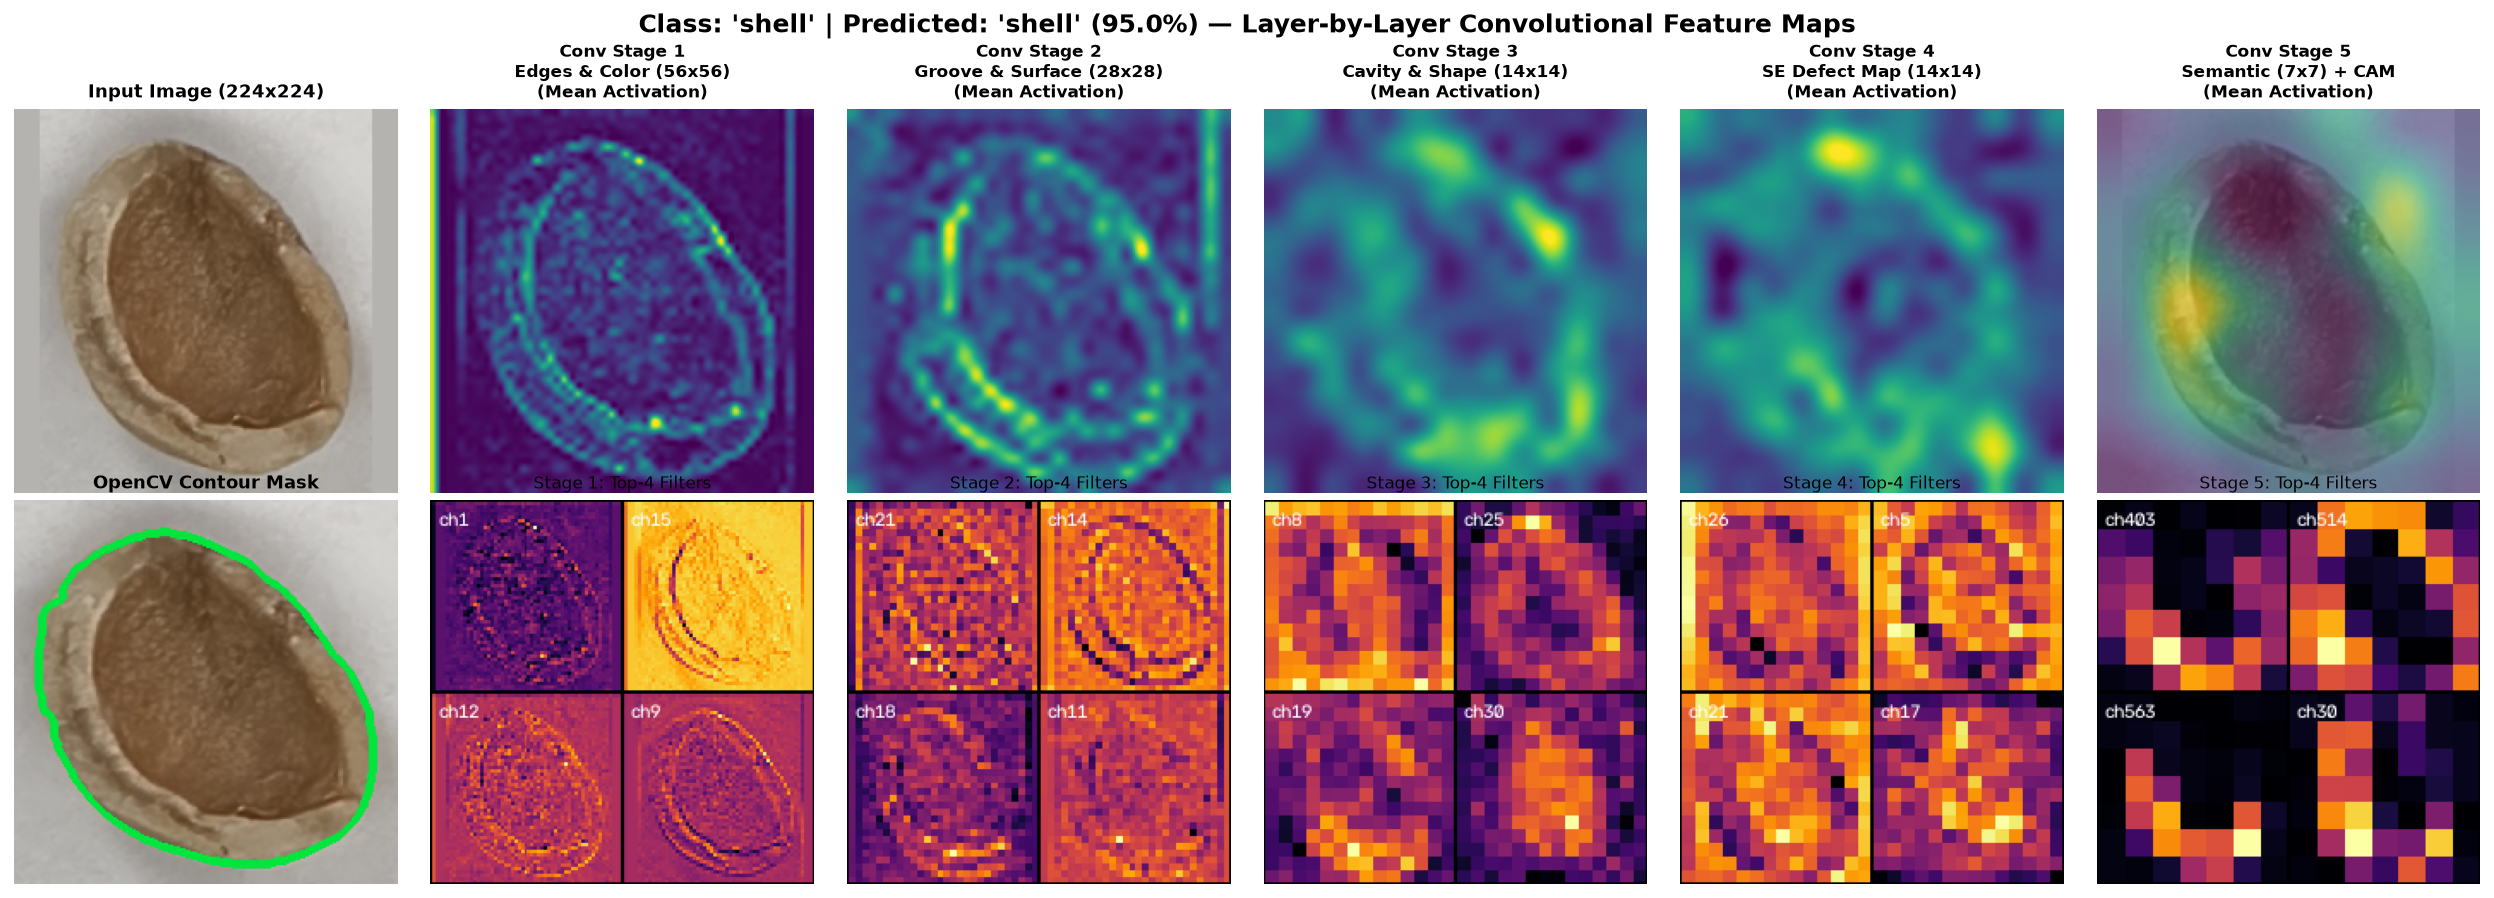 Class: 'shell' | Predicted: 'shell' (95.0%) — Layer-by-Layer Convolutional Feature Maps
Input Image (224x224)
Conv Stage 1
Edges & Color (56x56)
(Mean Activation)
Conv Stage 2
Groove & Surface (28x28)
(Mean Activation)
Conv Stage 3
Cavity & Shape (14x14)
(Mean Activation)
Conv Stage 4
SE Defect Map (14x14)
(Mean Activation)
Conv Stage 5
Semantic (7x7) + CAM
(Mean Activation)
OpenCV Contour Mask
Stage 1: Top-4 Filters
Stage 2: Top-4 Filters
Stage 3: Top-4 Filters
Stage 4: Top-4 Filters
Stage 5: Top-4 Filters
ch1 ch15
ch12 ch9
ch21 ch14
ch18 ch11
ch8 ch25
ch19 ch30
ch26 ch5
ch21 ch17
ch403 ch514
ch563 ch30